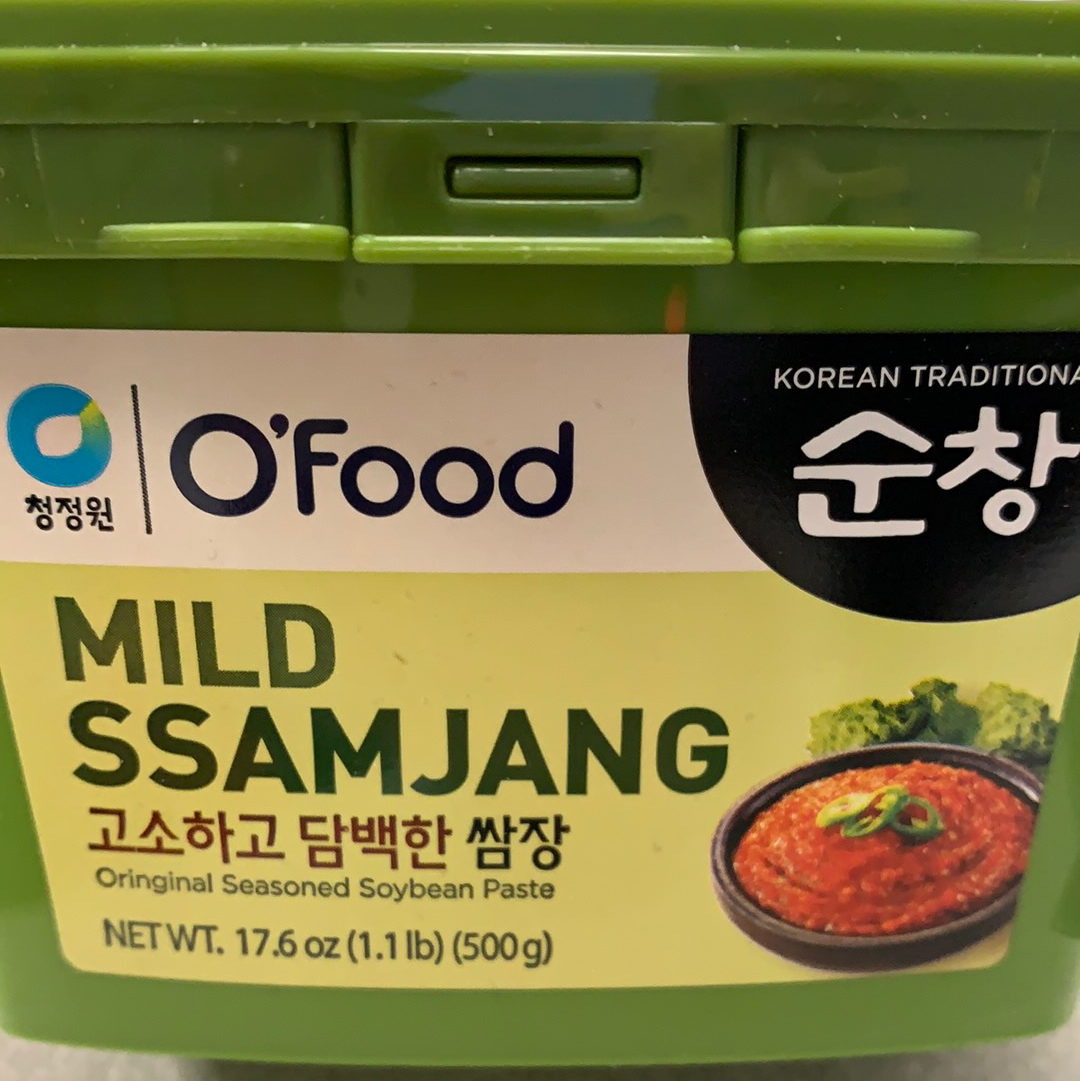 청정원
O'Food
KOREAN TRADITIONA
순창
MILD
SSAMJANG
고소하고 담백한 쌈장
Oringinal Seasoned Soybean Paste
NET WT. 17.6 oz (1.1 lb) (500 g)